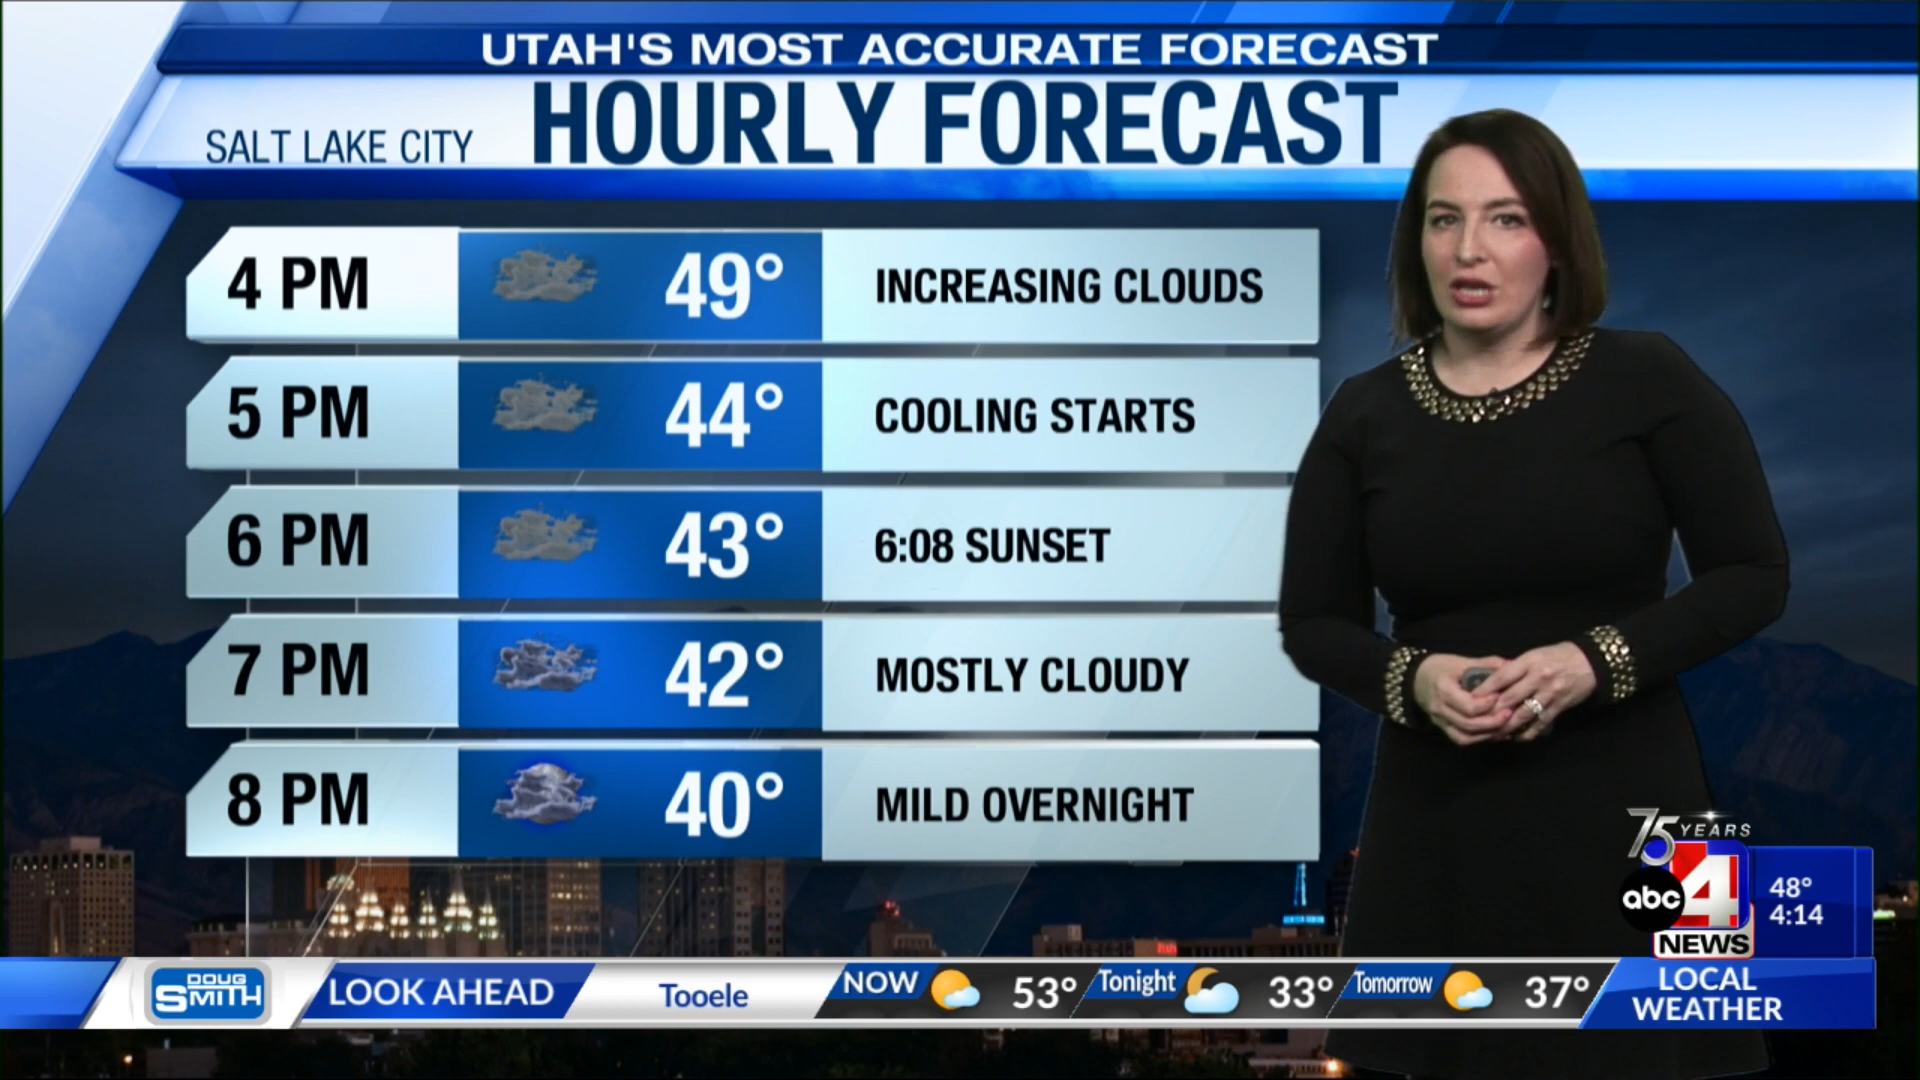 UTAH'S MOST ACCURATE FORECAST
SALT LAKE CITY HOURLY FORECAST
4 PM 49° INCREASING CLOUDS
5 PM 44° COOLING STARTS
6 PM 43° 6:08 SUNSET
7 PM 42° MOSTLY CLOUDY
8 PM 40° MILD OVERNIGHT
75 YEARS
abc 4
NEWS
48°
4:14
DOUG
SMITH
LOOK AHEAD
Tooele
NOW 53°
Tonight 33°
Tomorrow 37°
LOCAL
WEATHER